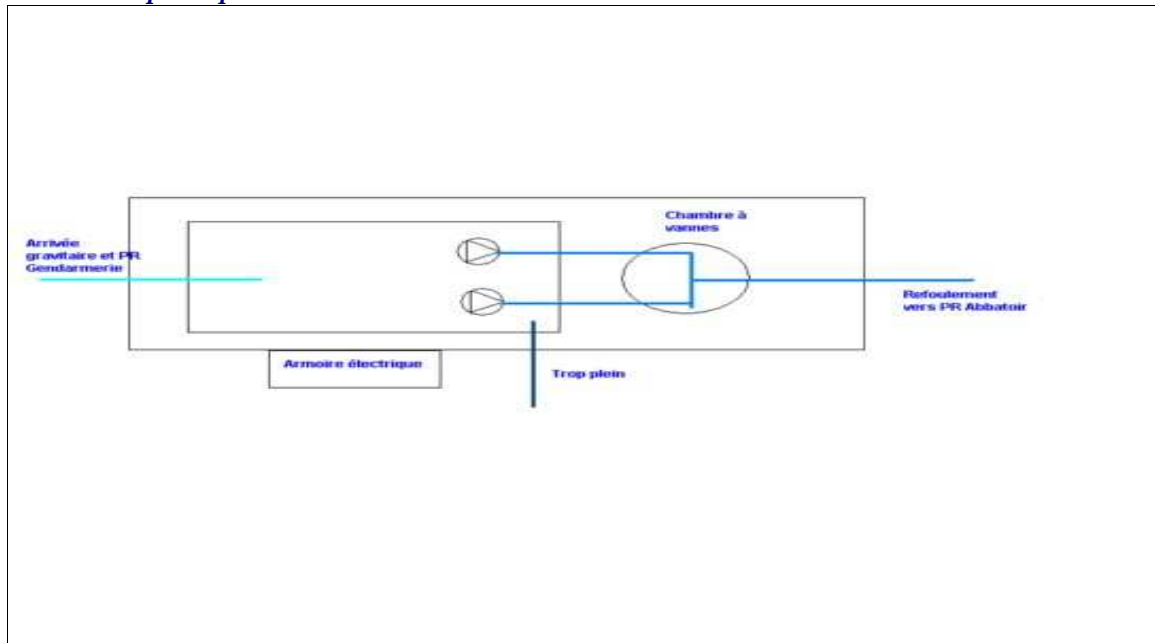 Chambre à
vannes
Arrivée
gravitaire et PR
Gendarmerie
Refoulement
vers PR Abbatoir
Armoire électrique
Trop plein